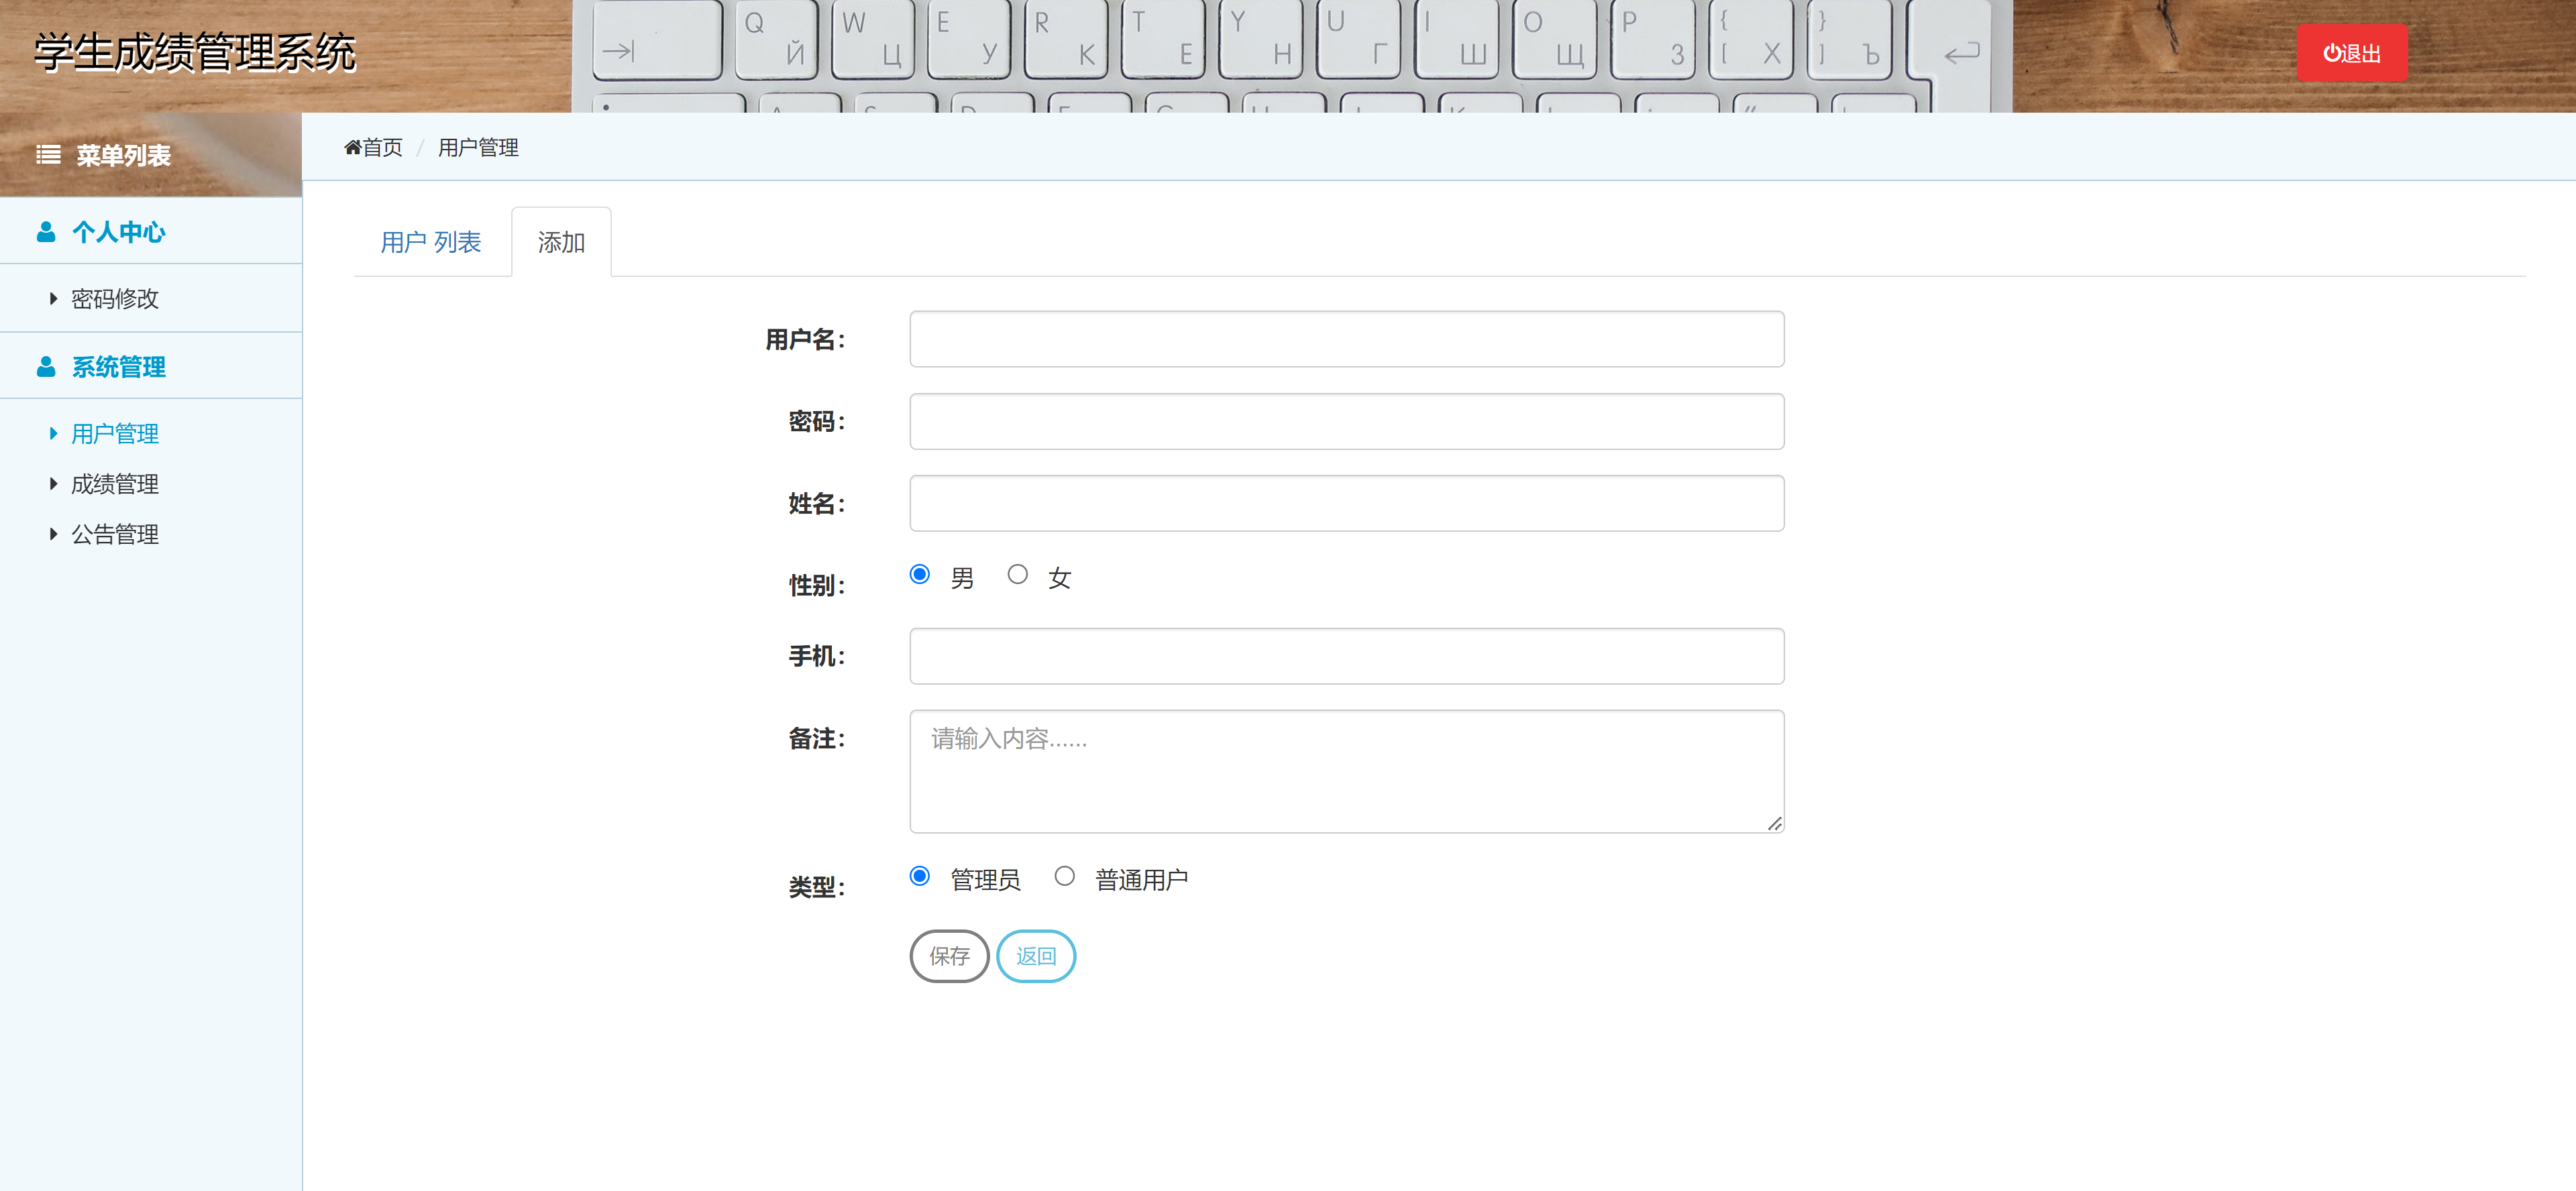 学生成绩管理系统
Q W E R T Y U I O P { }
Й Ц У К Е Н Г Ш Щ З [ Х ] Ъ
退出
菜单列表
首页 / 用户管理
个人中心
密码修改
系统管理
用户管理
成绩管理
公告管理
用户 列表
添加
用户名：
密码：
姓名：
性别： 男 女
手机：
备注： 请输入内容......
类型： 管理员 普通用户
保存 返回